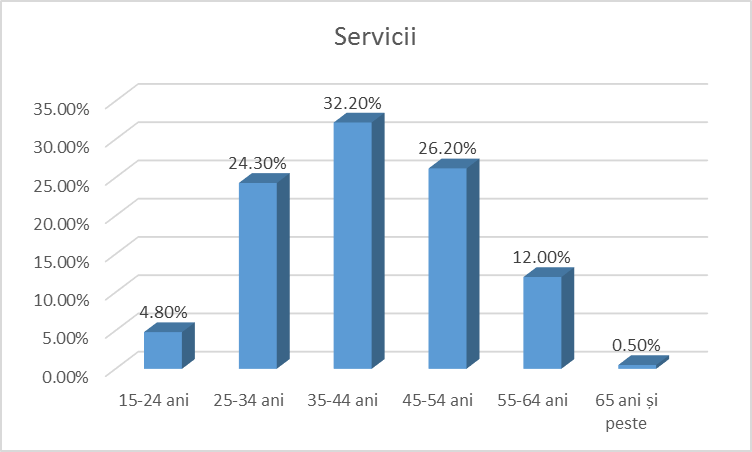 Servicii
35.00%
30.00%
25.00%
20.00%
15.00%
10.00%
5.00%
0.00%
4.80%
24.30%
32.20%
26.20%
12.00%
0.50%
15-24 ani
25-34 ani
35-44 ani
45-54 ani
55-64 ani
65 ani și
peste